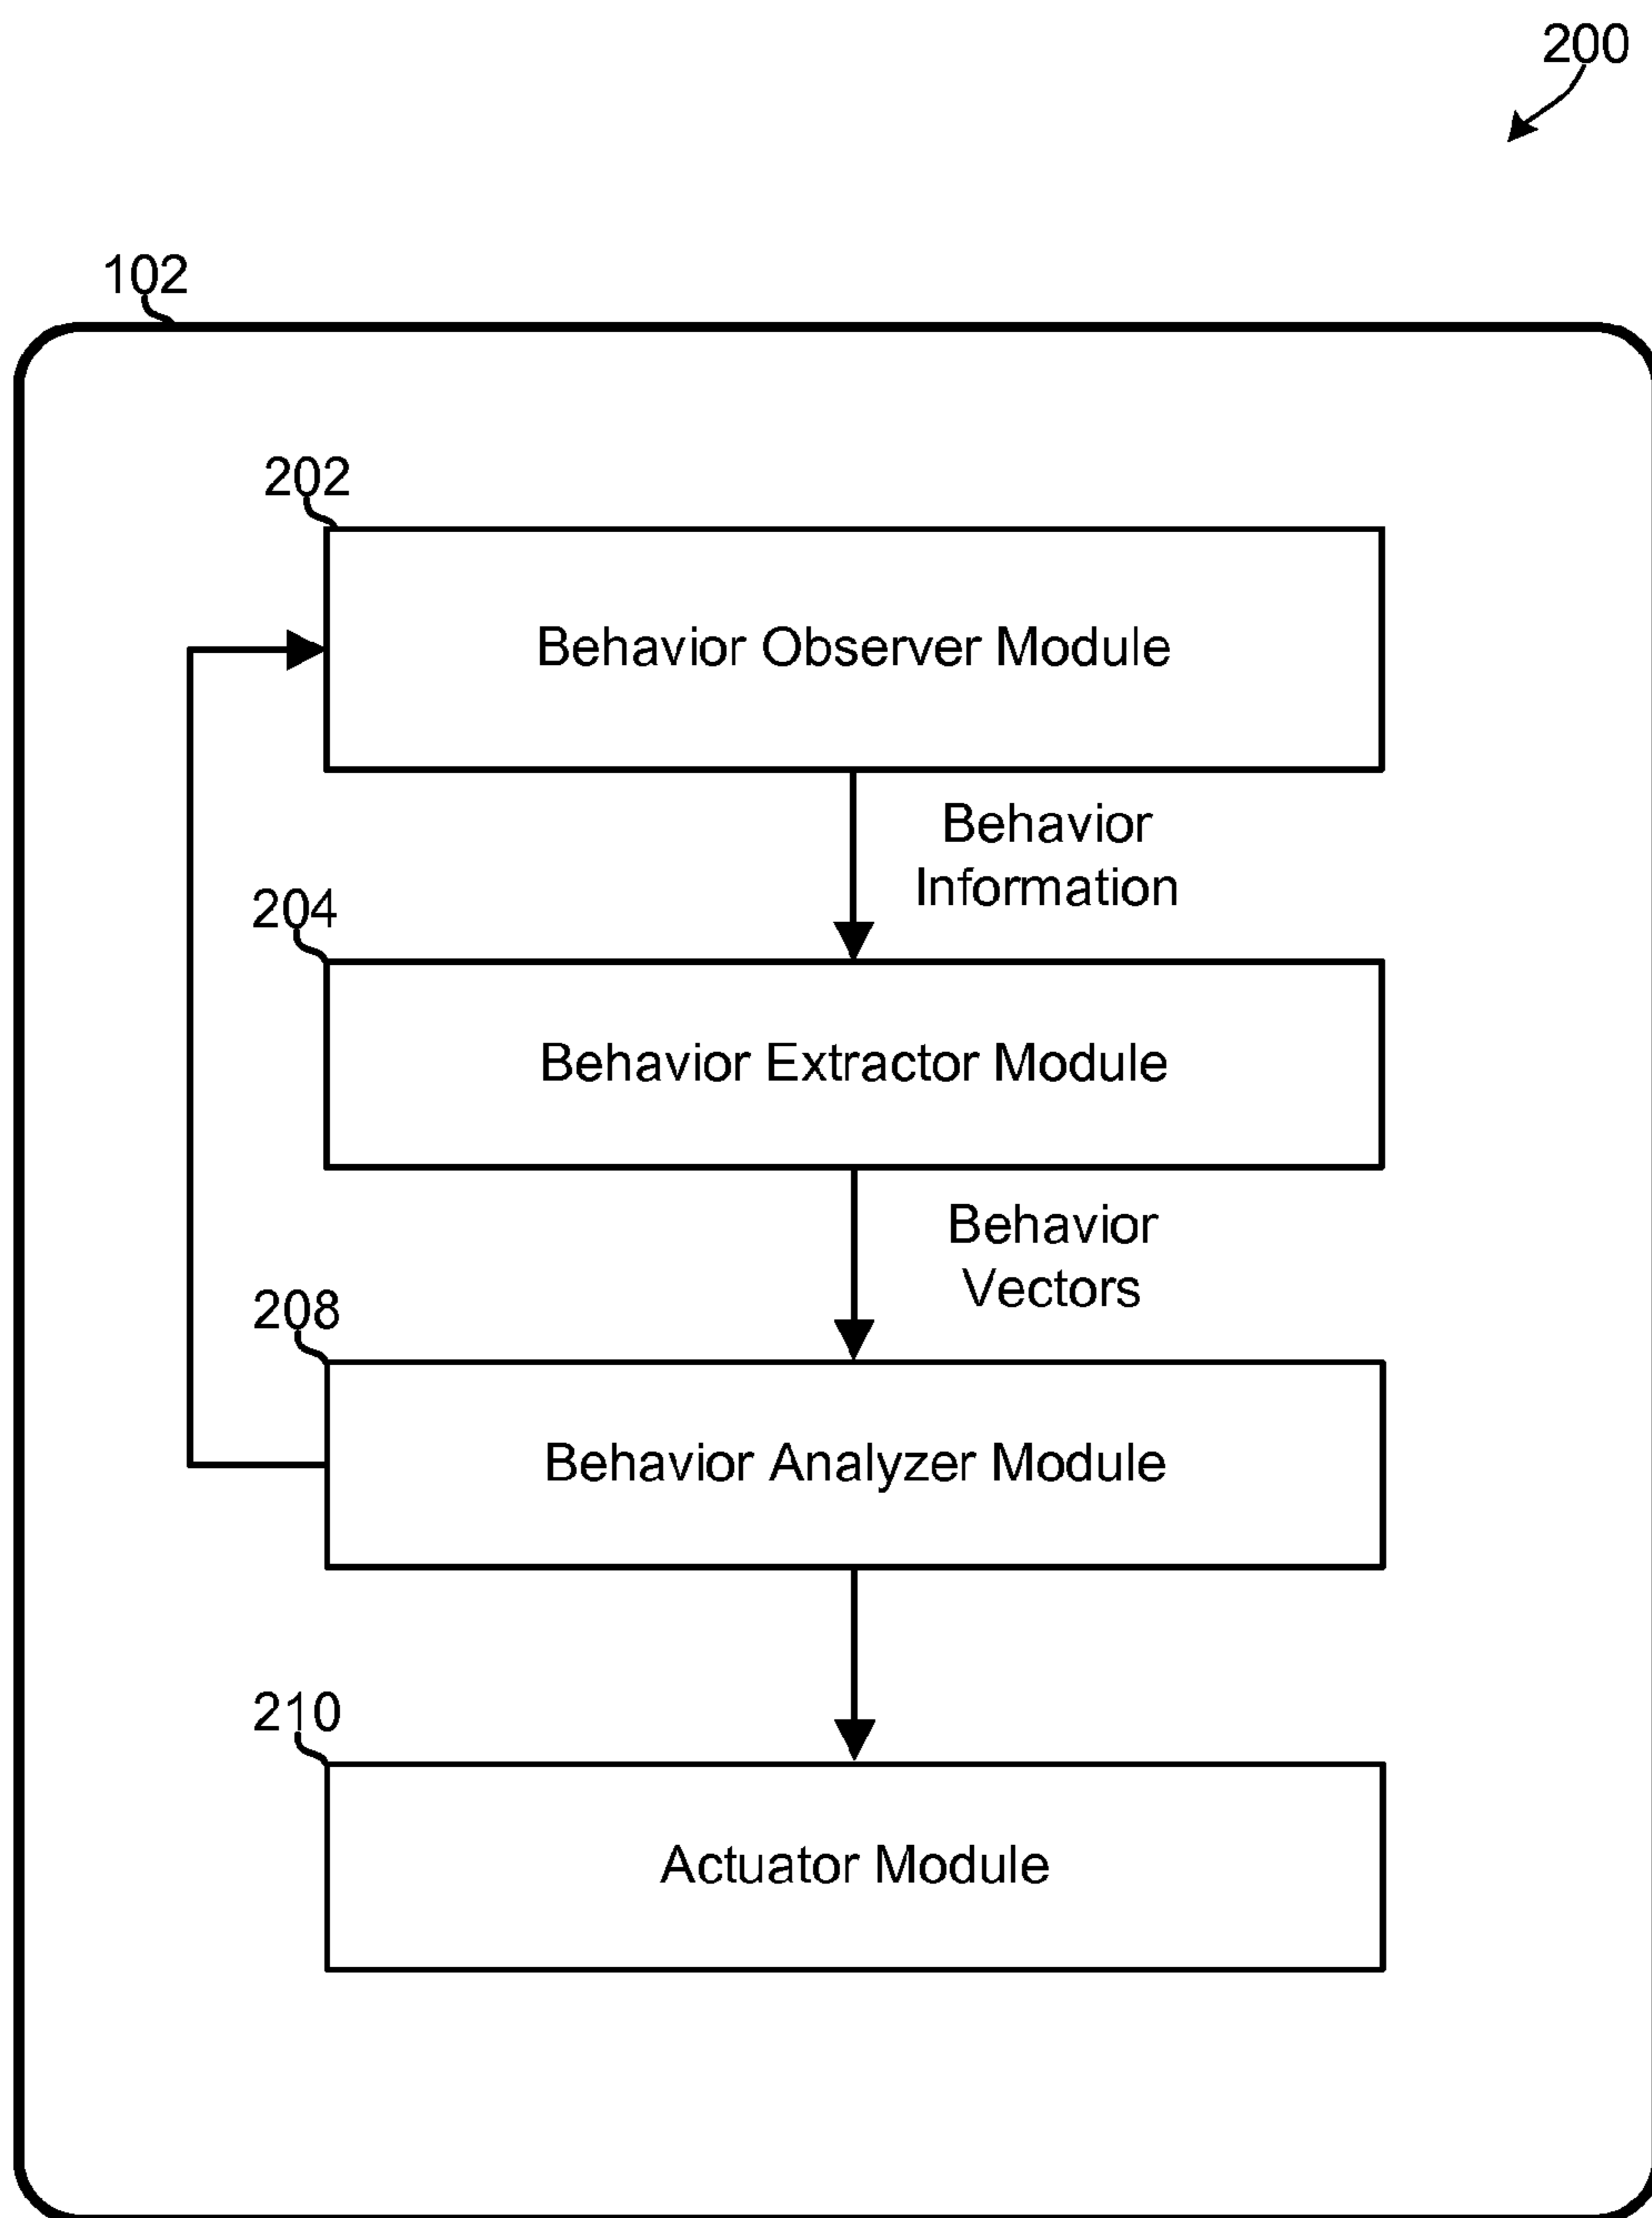 200
102
202
Behavior Observer Module
Behavior
Information
204
Behavior Extractor Module
Behavior
Vectors
208
Behavior Analyzer Module
210
Actuator Module